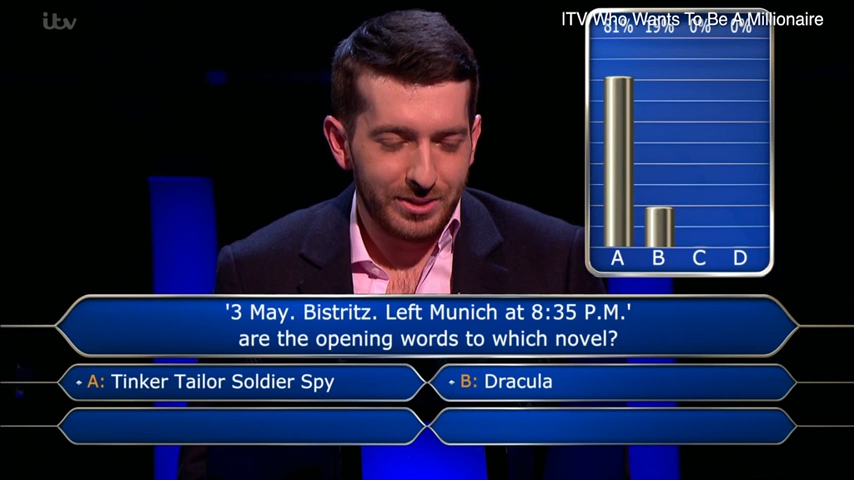 itv
ITV Who Wants To Be A Millionaire
81% 19% 0% 0%
A B C D
'3 May. Bistritz. Left Munich at 8:35 P.M.'
are the opening words to which novel?
A: Tinker Tailor Soldier Spy
B: Dracula